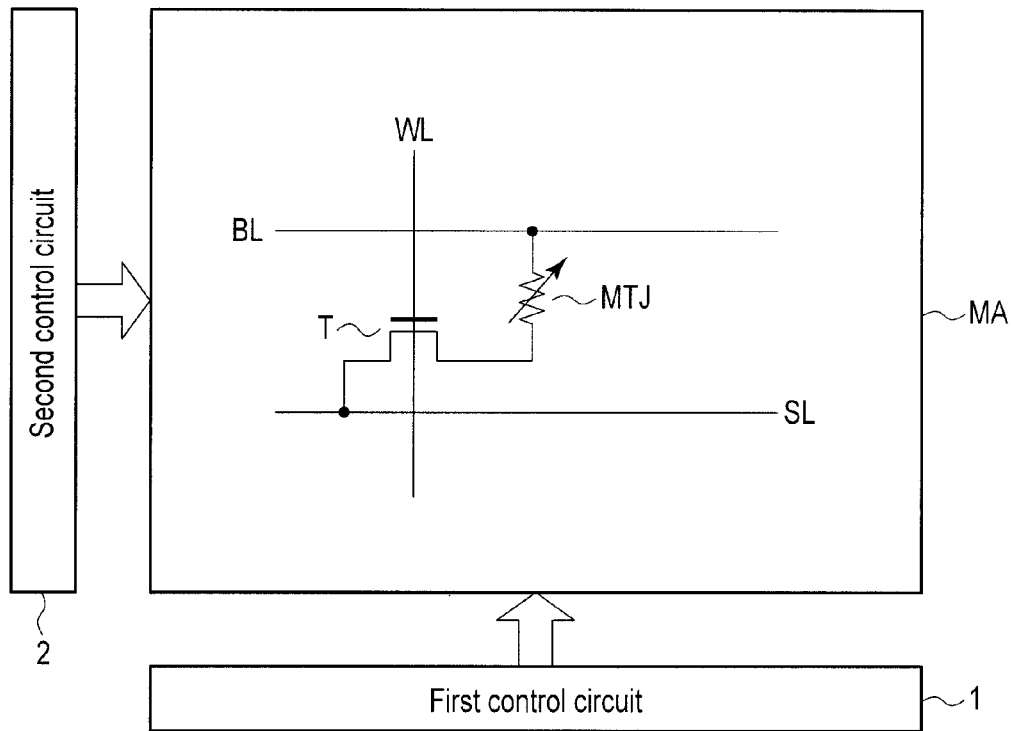 WL
BL
MTJ
T
MA
SL
Second control circuit
2
First control circuit
1